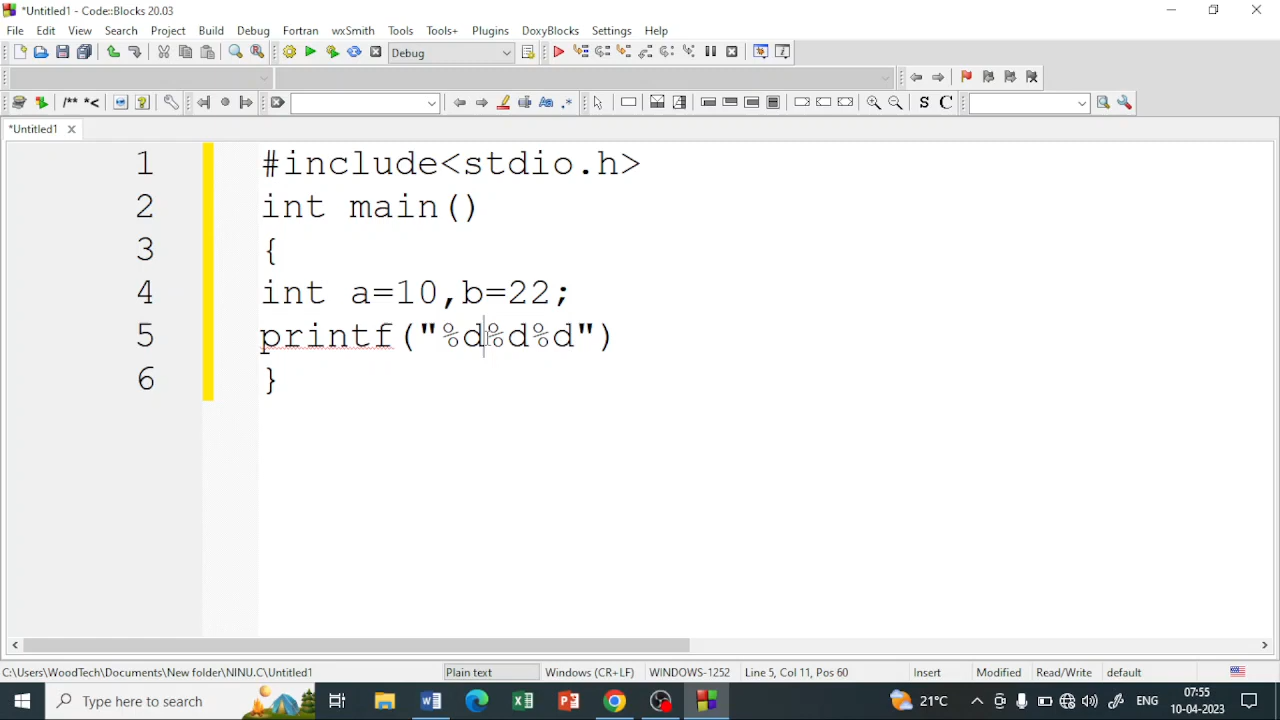 *Untitled1 - Code::Blocks 20.03
File Edit View Search Project Build Debug Fortran wxSmith Tools Tools+ Plugins DoxyBlocks Settings Help
Debug
/** *<
S C
*Untitled1
1 #include<stdio.h>
2 int main()
3 {
4 int a=10,b=22;
5 printf("%d%d%d")
6 }
C:\Users\WoodTech\Documents\New folder\NINU.C\Untitled1 Plain text Windows (CR+LF) WINDOWS-1252 Line 5, Col 11, Pos 60 Insert Modified Read/Write default
Type here to search
21°C ENG 07:55
10-04-2023